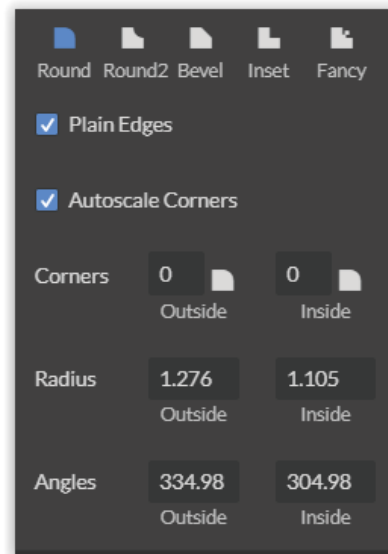 Round Round2 Bevel Inset Fancy
Plain Edges
Autoscale Corners
Corners 0 0
Outside Inside
Radius 1.276 1.105
Outside Inside
Angles 334.98 304.98
Outside Inside